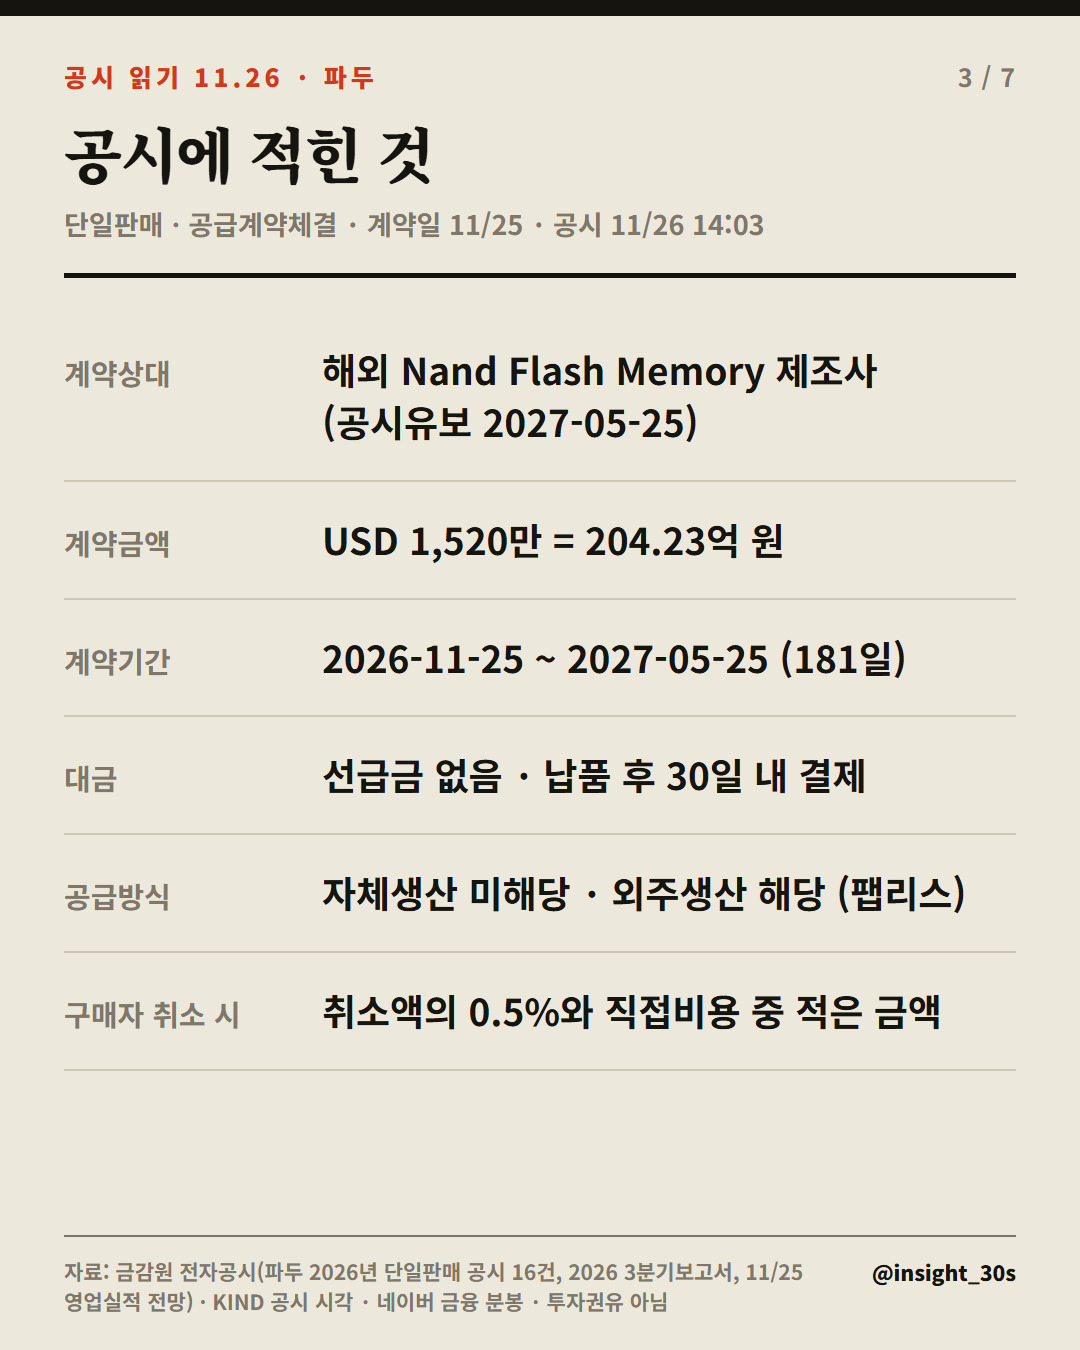 공시 읽기 11.26 · 파두
3 / 7
공시에 적힌 것
단일판매 · 공급계약체결 · 계약일 11/25 · 공시 11/26 14:03
계약상대
해외 Nand Flash Memory 제조사
(공시유보 2027-05-25)
계약금액
USD 1,520만 = 204.23억 원
계약기간
2026-11-25 ~ 2027-05-25 (181일)
대금
선급금 없음 · 납품 후 30일 내 결제
공급방식
자체생산 미해당 · 외주생산 해당 (팹리스)
구매자 취소 시
취소액의 0.5%와 직접비용 중 적은 금액
자료: 금감원 전자공시(파두 2026년 단일판매 공시 16건, 2026 3분기보고서, 11/25
영업실적 전망) · KIND 공시 시각 · 네이버 금융 분봉 · 투자권유 아님
@insight_30s